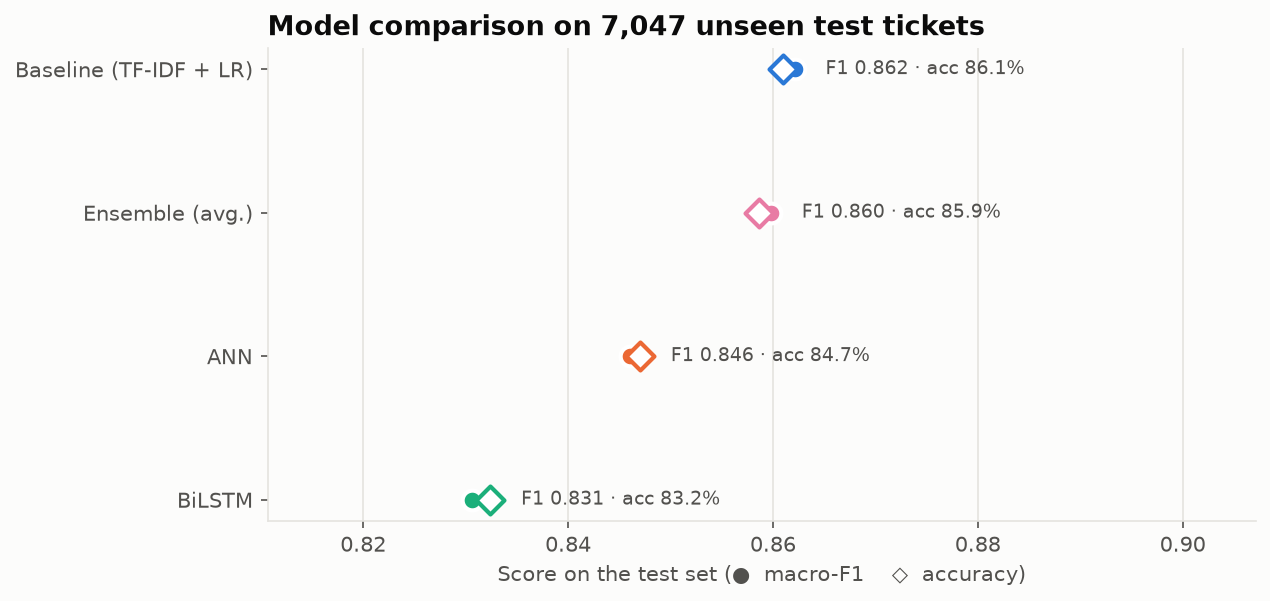 Model comparison on 7,047 unseen test tickets
Baseline (TF-IDF + LR)
F1 0.862 · acc 86.1%
Ensemble (avg.)
F1 0.860 · acc 85.9%
ANN
F1 0.846 · acc 84.7%
BiLSTM
F1 0.831 · acc 83.2%
0.82 0.84 0.86 0.88 0.90
Score on the test set (● macro-F1 ◇ accuracy)